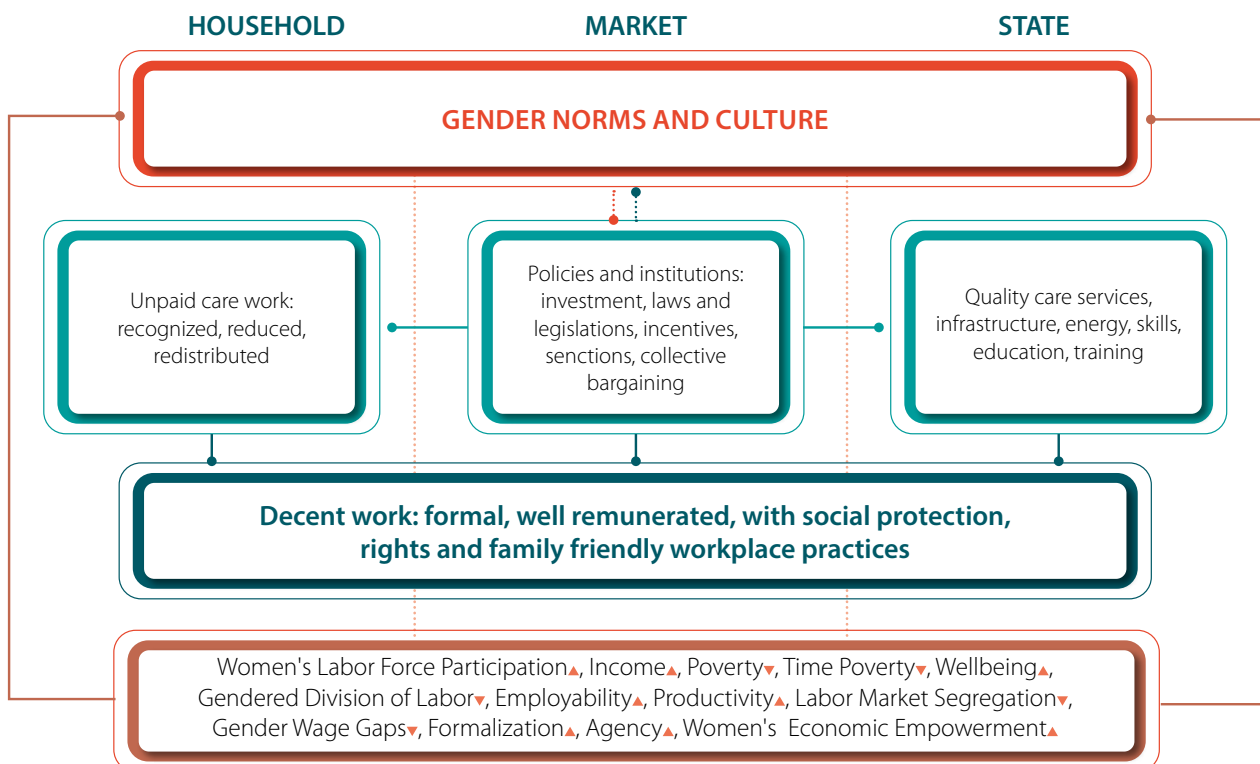 HOUSEHOLD
MARKET
STATE
GENDER NORMS AND CULTURE
Unpaid care work:
recognized, reduced,
redistributed
Policies and institutions:
investment, laws and
legislations, incentives,
senctions, collective
bargaining
Quality care services,
infrastructure, energy, skills,
education, training
Decent work: formal, well remunerated, with social protection,
rights and family friendly workplace practices
Women's Labor Force Participation▲, Income▲, Poverty▼, Time Poverty▼, Wellbeing▲,
Gendered Division of Labor▼, Employability▲, Productivity▲, Labor Market Segregation▼,
Gender Wage Gaps▼, Formalization▲, Agency▲, Women's Economic Empowerment▲